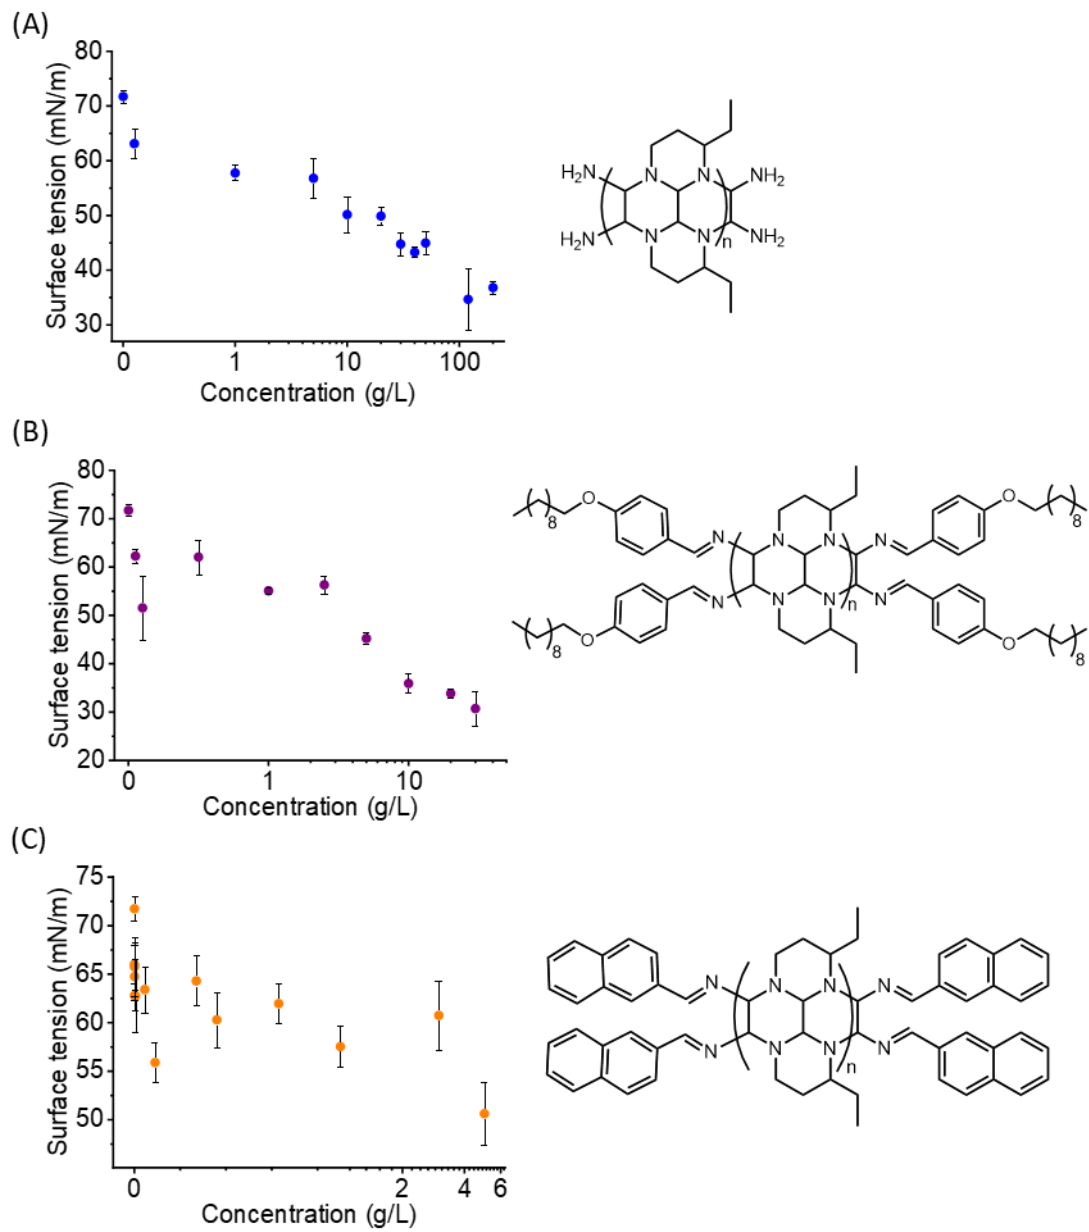 (A)
80
70
60
50
40
30
Surface tension (mN/m)
0 1 10 100
Concentration (g/L)
H₂N N N NH₂
H₂N N N n NH₂
(B)
80
70
60
50
40
30
20
Surface tension (mN/m)
0 1 10
Concentration (g/L)
8 O N N N N O 8
8 O N N N n N O 8
(C)
75
70
65
60
55
50
Surface tension (mN/m)
0 2 4 6
Concentration (g/L)
N N N N
N N N n N